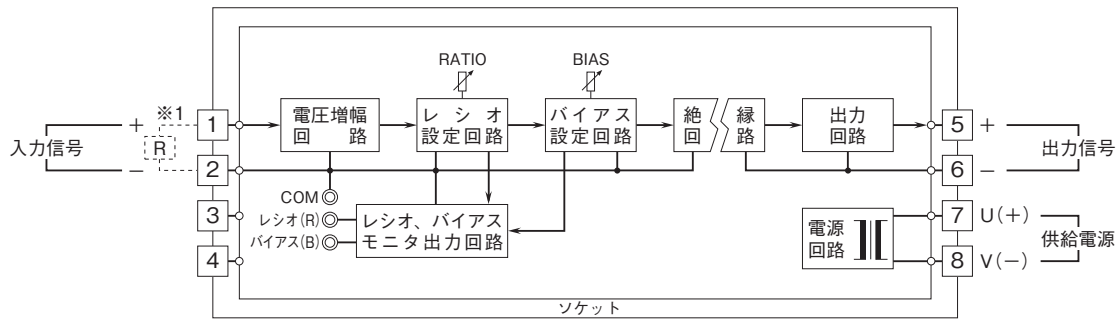 RATIO
BIAS
※1
入力信号
+
R
−
1
2
3
4
電圧増幅
回路
レシオ
設定回路
バイアス
設定回路
絶縁
回路
出力
回路
COM
レシオ(R)
バイアス(B)
レシオ、バイアス
モニタ出力回路
電源
回路
5 +
6 −
出力信号
7 U(+)
8 V(−)
供給電源
ソケット